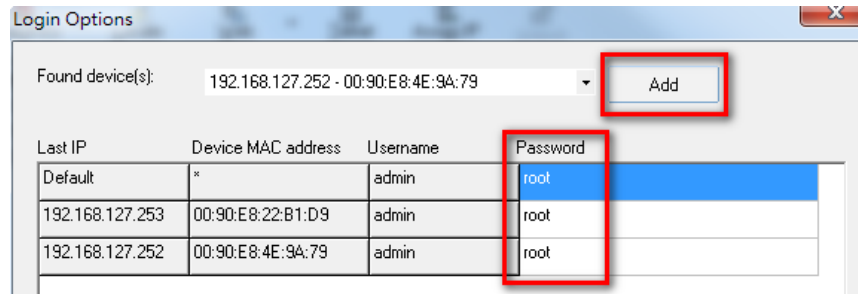 Login Options
Found device(s): 192.168.127.252 - 00:90:E8:4E:9A:79 Add
Last IP Device MAC address Username Password
Default * admin root
192.168.127.253 00:90:E8:22:B1:D9 admin root
192.168.127.252 00:90:E8:4E:9A:79 admin root